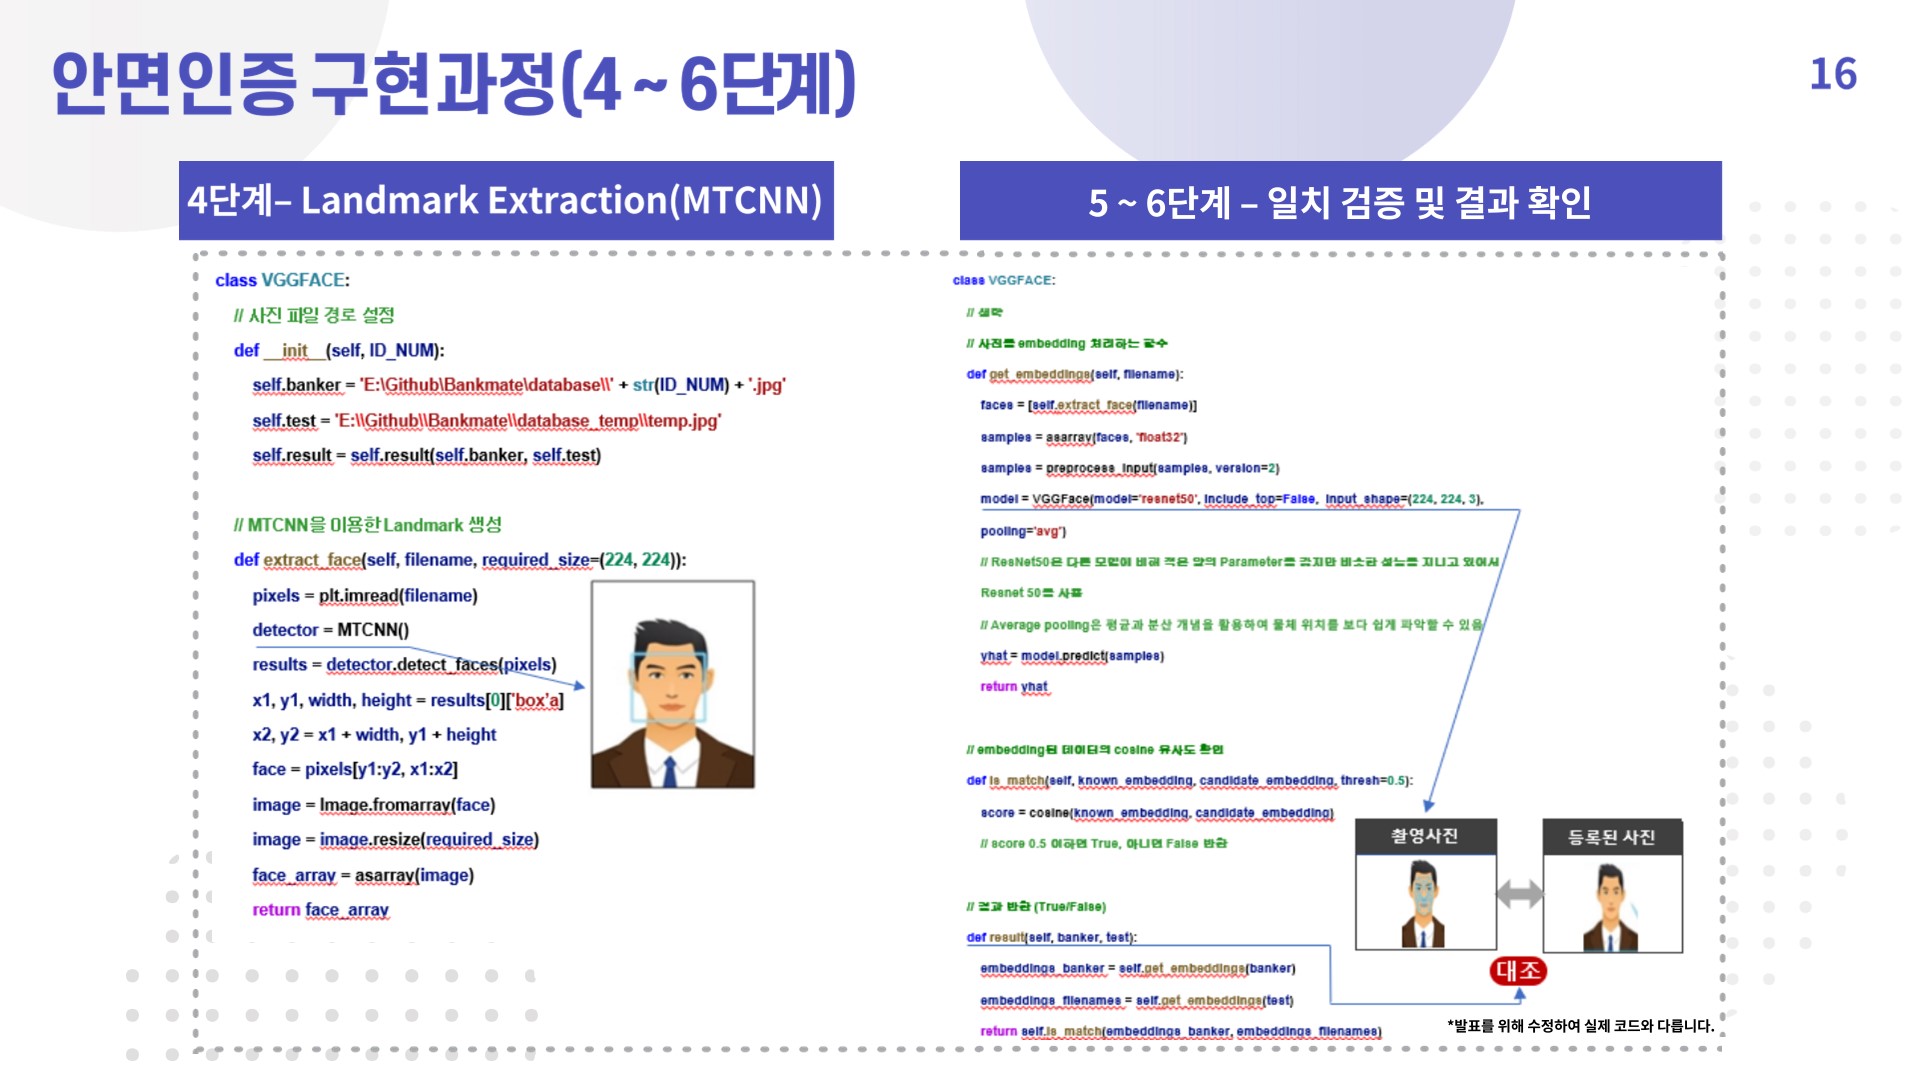 안면인증 구현과정(4 ~ 6단계)
16
4단계– Landmark Extraction(MTCNN)
class VGGFACE:
// 사진 파일 경로 설정
def __init__(self, ID_NUM):
self.banker = 'E:\Github\Bankmate\database\\' + str(ID_NUM) + '.jpg'
self.test = 'E:\\Github\\Bankmate\\database_temp\\temp.jpg'
self.result = self.result(self.banker, self.test)
// MTCNN을 이용한 Landmark 생성
def extract_face(self, filename, required_size=(224, 224)):
pixels = plt.imread(filename)
detector = MTCNN()
results = detector.detect_faces(pixels)
x1, y1, width, height = results[0]['box'a]
x2, y2 = x1 + width, y1 + height
face = pixels[y1:y2, x1:x2]
image = Image.fromarray(face)
image = image.resize(required_size)
face_array = asarray(image)
return face_array
5 ~ 6단계 – 일치 검증 및 결과 확인
class VGGFACE:
// 생략
// 사진을 embedding 처리하는 함수
def get_embeddings(self, filename):
faces = [self.extract_face(filename)]
samples = asarray(faces, 'float32')
samples = preprocess_input(samples, version=2)
model = VGGFace(model='resnet50', include_top=False, input_shape=(224, 224, 3),
pooling='avg')
// ResNet50은 다른 모델에 비해 적은 양의 Parameter를 갖지만 비슷한 성능을 지니고 있어서
Resnet 50를 사용
// Average pooling은 평균과 분산 개념을 활용하여 물체 위치를 보다 쉽게 파악할 수 있음
yhat = model.predict(samples)
return yhat
// embedding된 데이터의 cosine 유사도 확인
def is_match(self, known_embedding, candidate_embedding, thresh=0.5):
score = cosine(known_embedding, candidate_embedding)
// score 0.5 이하면 True, 아니면 False 반환
// 결과 반환 (True/False)
def result(self, banker, test):
embeddings_banker = self.get_embeddings(banker)
embeddings_filenames = self.get_embeddings(test)
return self.is_match(embeddings_banker, embeddings_filenames)
촬영사진
등록된 사진
대조
*발표를 위해 수정하여 실제 코드와 다릅니다.